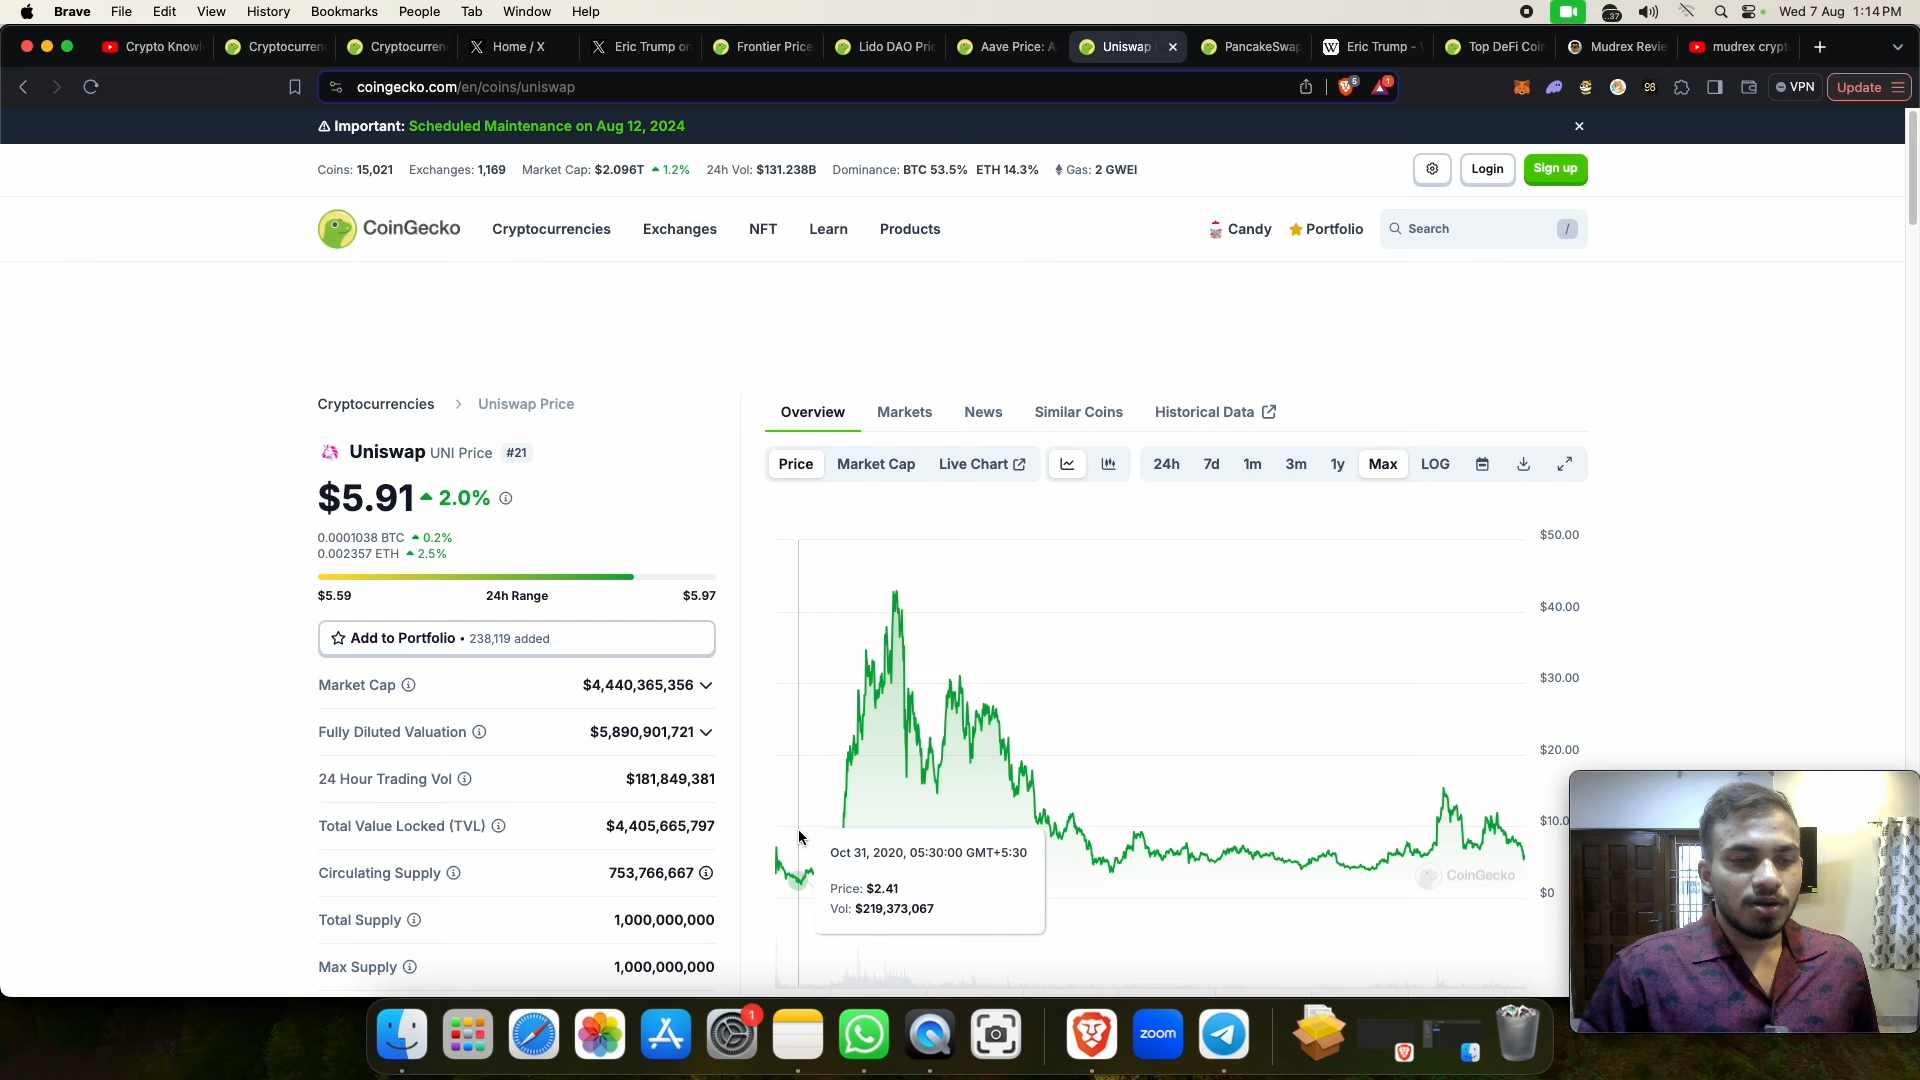 Brave File Edit View History Bookmarks People Tab Window Help
37
Wed 7 Aug 1:14 PM
Crypto Knowl
Cryptocurren
Cryptocurren
Home / X
Eric Trump on
Frontier Price
Lido DAO Pric
Aave Price: A
Uniswap
PancakeSwap
Eric Trump -
Top DeFi Coin
Mudrex Revie
mudrex crypt
coingecko.com/en/coins/uniswap
5
1
98
VPN
Update
Important: Scheduled Maintenance on Aug 12, 2024
Coins: 15,021 Exchanges: 1,169 Market Cap: $2.096T 1.2% 24h Vol: $131.238B Dominance: BTC 53.5% ETH 14.3% Gas: 2 GWEI
Login
Sign up
CoinGecko
Cryptocurrencies Exchanges NFT Learn Products
Candy
Portfolio
Search /
Cryptocurrencies > Uniswap Price
Uniswap UNI Price #21
$5.91 2.0%
0.0001038 BTC 0.2%
0.002357 ETH 2.5%
$5.59 24h Range $5.97
Add to Portfolio • 238,119 added
Market Cap $4,440,365,356
Fully Diluted Valuation $5,890,901,721
24 Hour Trading Vol $181,849,381
Total Value Locked (TVL) $4,405,665,797
Circulating Supply 753,766,667
Total Supply 1,000,000,000
Max Supply 1,000,000,000
Overview Markets News Similar Coins Historical Data
Price Market Cap Live Chart
24h 7d 1m 3m 1y Max LOG
$50.00
$40.00
$30.00
$20.00
$10.0
$0
Oct 31, 2020, 05:30:00 GMT+5:30
Price: $2.41
Vol: $219,373,067
CoinGecko
1
zoom